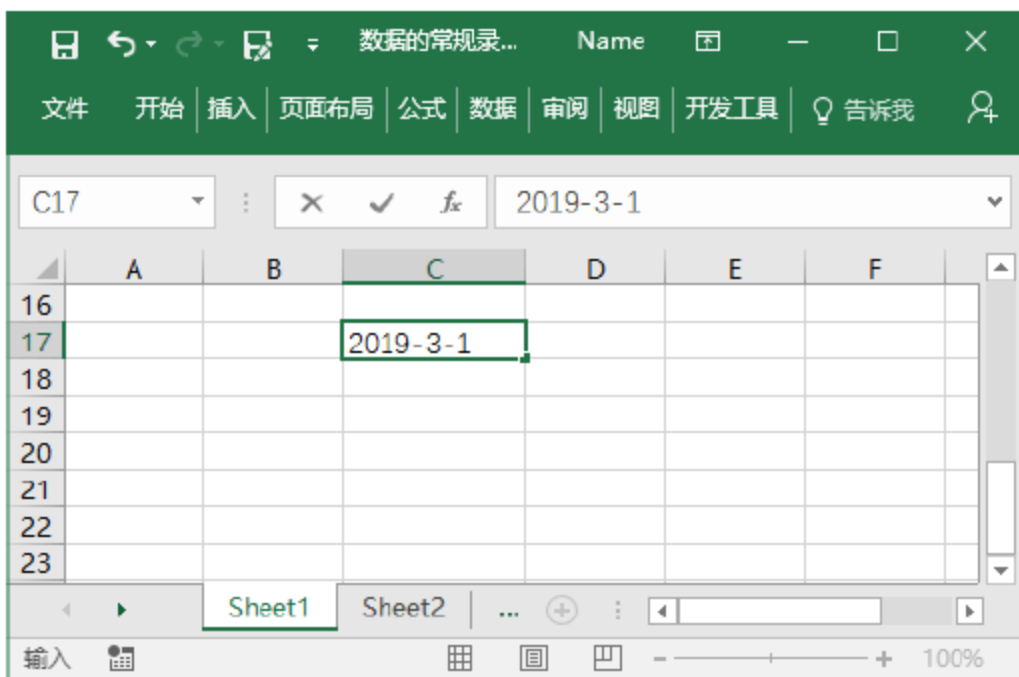 数据的常规录... Name
文件 开始 插入 页面布局 公式 数据 审阅 视图 开发工具 告诉我
C17 fx 2019-3-1
A B C D E F
16
17 2019-3-1
18
19
20
21
22
23
Sheet1 Sheet2 ...
输入 100%